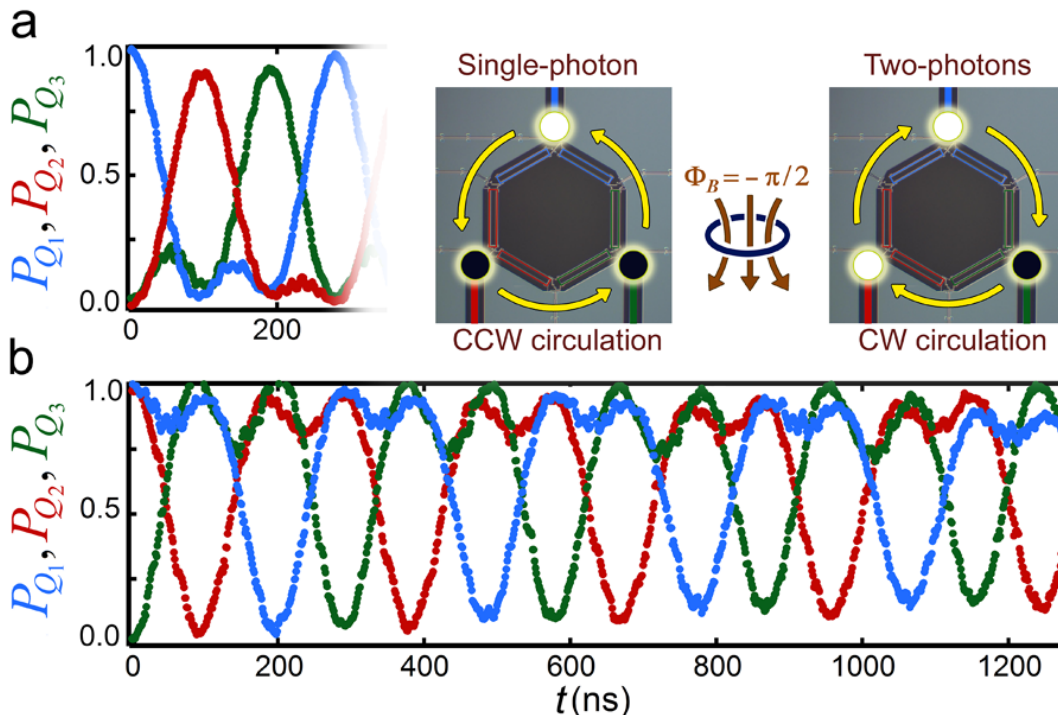 a
P_{Q_1}, P_{Q_2}, P_{Q_3}
1.0
0.5
0.0
0 200
Single-photon
CCW circulation
Φ_B = − π/2
Two-photons
CW circulation
b
P_{Q_1}, P_{Q_2}, P_{Q_3}
1.0
0.5
0.0
0 200 400 600 800 1000 1200
t (ns)